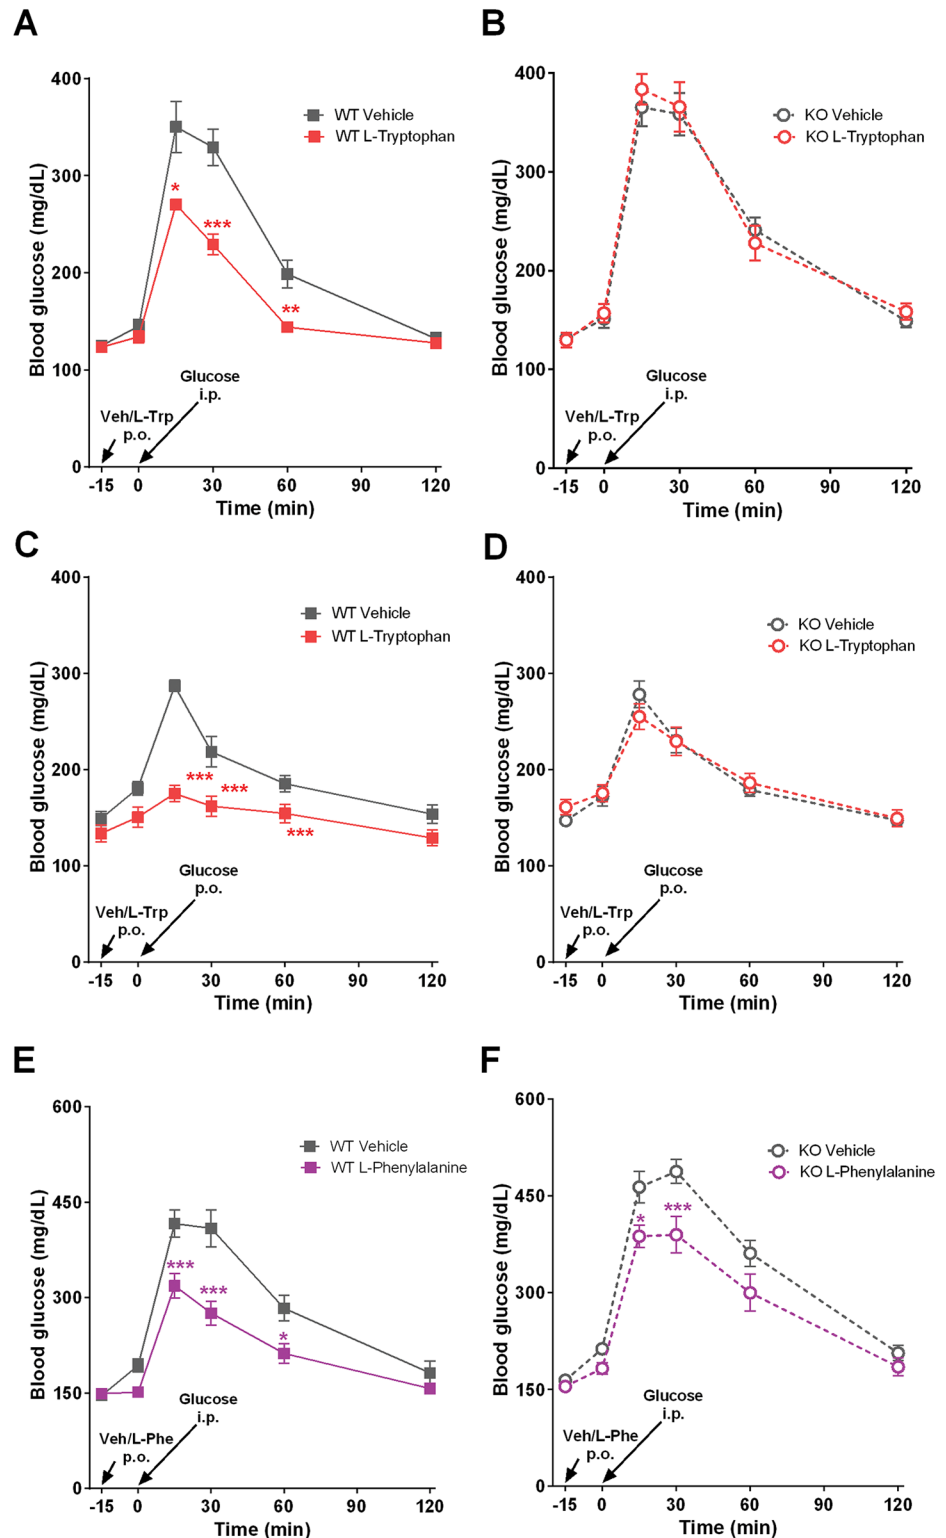 A
Blood glucose (mg/dL)
400
300
200
100
0
WT Vehicle
WT L-Tryptophan
*
***
**
Glucose
i.p.
Veh/L-Trp
p.o.
-15 0 30 60 90 120
Time (min)
B
Blood glucose (mg/dL)
400
300
200
100
0
KO Vehicle
KO L-Tryptophan
Glucose
i.p.
Veh/L-Trp
p.o.
-15 0 30 60 90 120
Time (min)
C
Blood glucose (mg/dL)
400
300
200
100
0
WT Vehicle
WT L-Tryptophan
***
***
***
Glucose
p.o.
Veh/L-Trp
p.o.
-15 0 30 60 90 120
Time (min)
D
Blood glucose (mg/dL)
400
300
200
100
0
KO Vehicle
KO L-Tryptophan
Glucose
p.o.
Veh/L-Trp
p.o.
-15 0 30 60 90 120
Time (min)
E
Blood glucose (mg/dL)
600
450
300
150
0
WT Vehicle
WT L-Phenylalanine
***
***
*
Glucose
i.p.
Veh/L-Phe
p.o.
-15 0 30 60 90 120
Time (min)
F
Blood glucose (mg/dL)
600
450
300
150
0
KO Vehicle
KO L-Phenylalanine
*
***
Glucose
i.p.
Veh/L-Phe
p.o.
-15 0 30 60 90 120
Time (min)